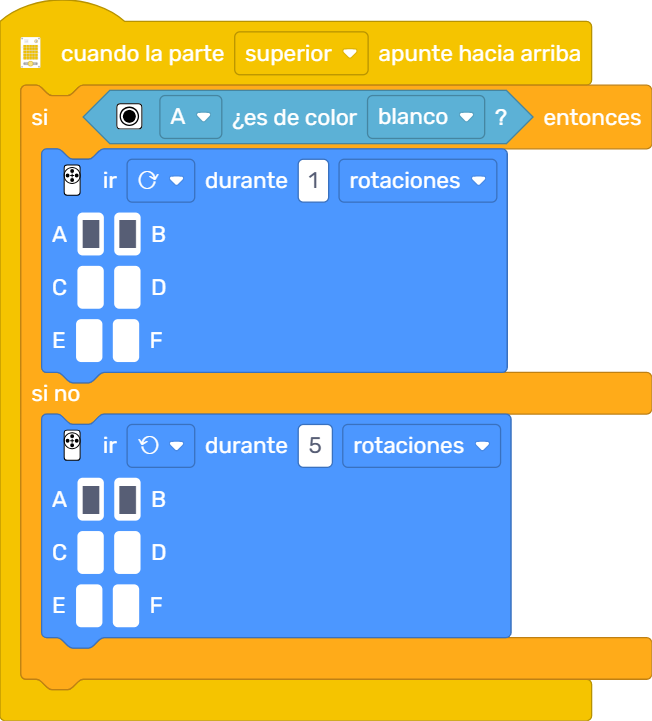 cuando la parte superior apunte hacia arriba
si A ¿es de color blanco ? entonces
ir durante 1 rotaciones
A B
C D
E F
si no
ir durante 5 rotaciones
A B
C D
E F